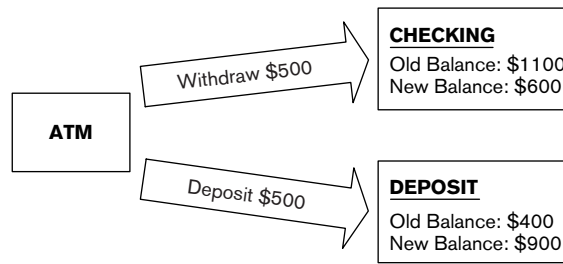 ATM
Withdraw $500
CHECKING
Old Balance: $1100
New Balance: $600
Deposit $500
DEPOSIT
Old Balance: $400
New Balance: $900